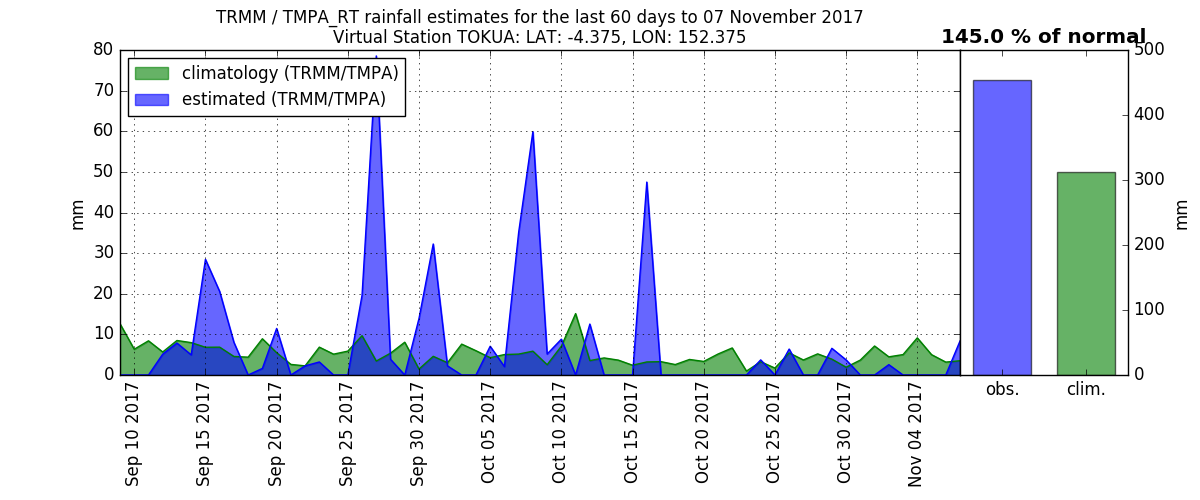 TRMM / TMPA_RT rainfall estimates for the last 60 days to 07 November 2017
Virtual Station TOKUA: LAT: -4.375, LON: 152.375
145.0 % of normal
climatology (TRMM/TMPA)
estimated (TRMM/TMPA)
80
70
60
50
40
30
20
10
0
mm
500
400
300
200
100
0
mm
Sep 10 2017
Sep 15 2017
Sep 20 2017
Sep 25 2017
Sep 30 2017
Oct 05 2017
Oct 10 2017
Oct 15 2017
Oct 20 2017
Oct 25 2017
Oct 30 2017
Nov 04 2017
obs.
clim.